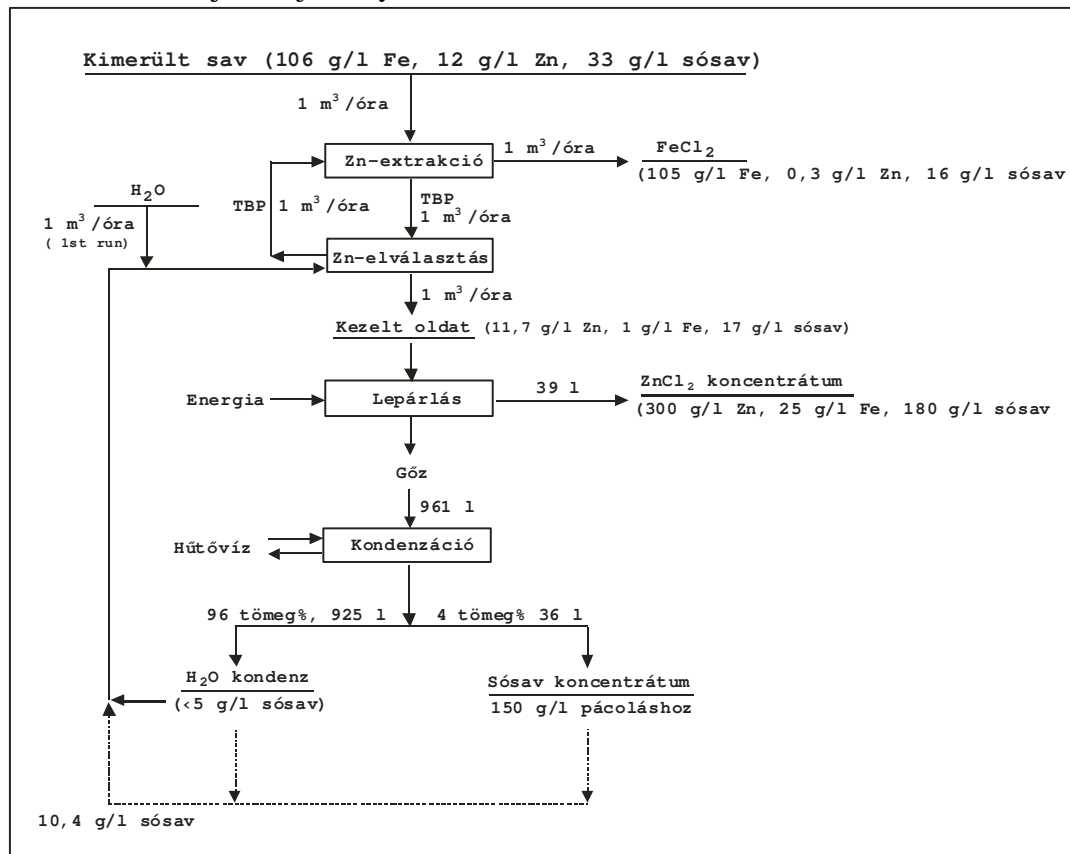 Kimerült sav (106 g/l Fe, 12 g/l Zn, 33 g/l sósav)
1 m³/óra
Zn-extrakció
1 m³/óra
FeCl₂
(105 g/l Fe, 0,3 g/l Zn, 16 g/l sósav
H₂O
1 m³/óra
( 1st run)
TBP
1 m³/óra
TBP
1 m³/óra
Zn-elválasztás
1 m³/óra
Kezelt oldat (11,7 g/l Zn, 1 g/l Fe, 17 g/l sósav)
Energia
Lepárlás
39 l
ZnCl₂ koncentrátum
(300 g/l Zn, 25 g/l Fe, 180 g/l sósav
Gőz
961 l
Hűtővíz
Kondenzáció
96 tömeg%, 925 l
4 tömeg% 36 l
H₂O kondenz
(<5 g/l sósav)
Sósav koncentrátum
150 g/l pácoláshoz
10,4 g/l sósav